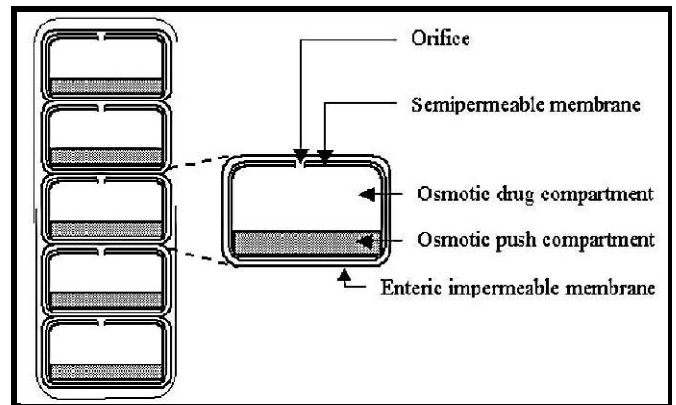 Orifice
Semipermeable membrane
Osmotic drug compartment
Osmotic push compartment
Enteric impermeable membrane